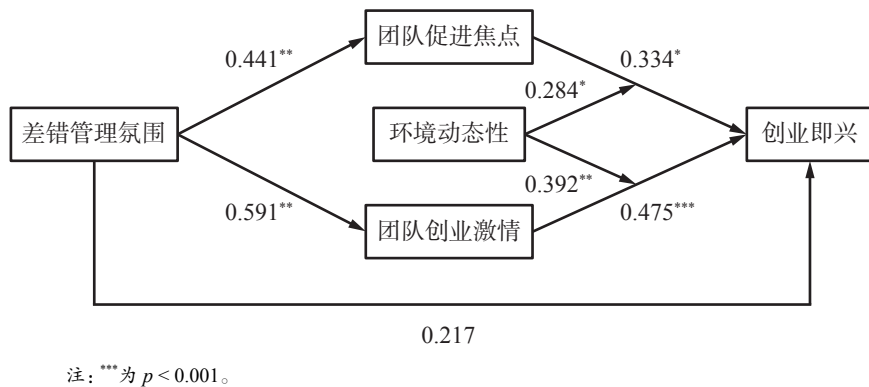 团队促进焦点
0.441** 0.334*
0.284*
差错管理氛围 环境动态性 创业即兴
0.392**
0.591** 0.475***
团队创业激情
0.217
注：***为 p < 0.001。